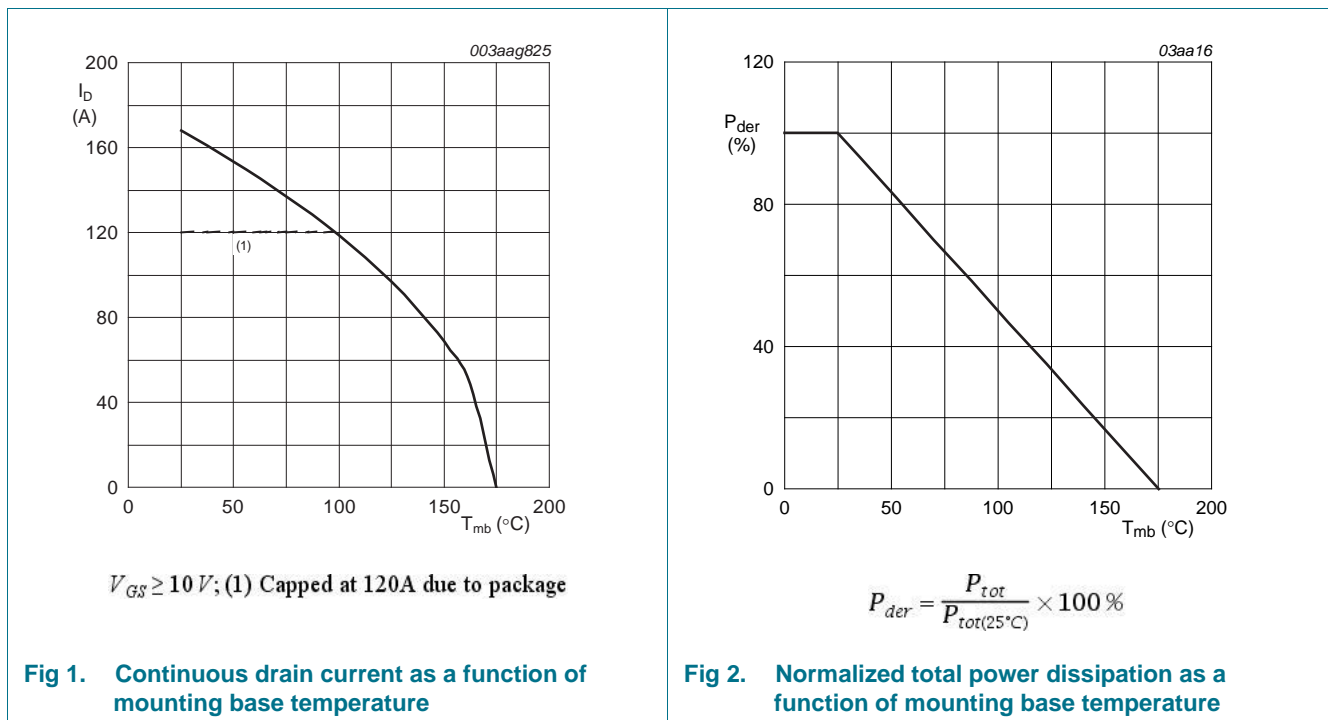 003aag825
200
I_D
(A)
160
120
(1)
80
40
0
0 50 100 150 200
T_mb (°C)
V_GS ≥ 10 V; (1) Capped at 120A due to package
Fig 1. Continuous drain current as a function of
mounting base temperature
03aa16
120
P_der
(%)
80
40
0
0 50 100 150 200
T_mb (°C)
P_der = P_tot / P_tot(25°C) × 100 %
Fig 2. Normalized total power dissipation as a
function of mounting base temperature